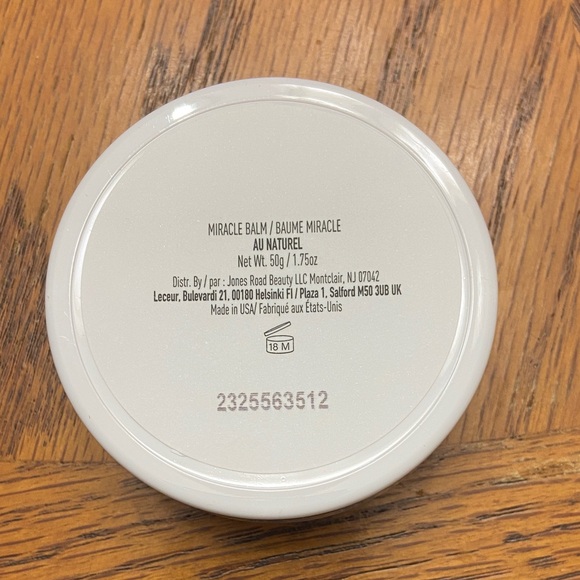 MIRACLE BALM / BAUME MIRACLE
AU NATUREL
Net Wt. 50g / 1.75oz
Distr. By / par : Jones Road Beauty LLC Montclair, NJ 07042
Leceur, Bulevardi 21, 00180 Helsinki FI / Plaza 1, Salford M50 3UB UK
Made in USA/ Fabriqué aux États-Unis
18 M
2325563512